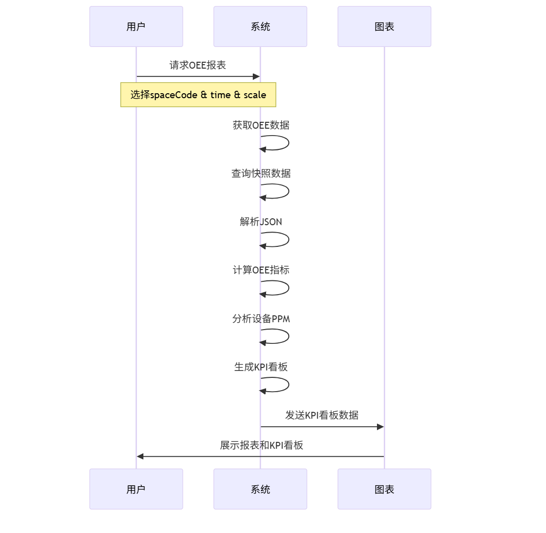 用户
系统
图表
请求OEE报表
选择spaceCode & time & scale
获取OEE数据
查询快照数据
解析JSON
计算OEE指标
分析设备PPM
生成KPI看板
发送KPI看板数据
展示报表和KPI看板
用户
系统
图表